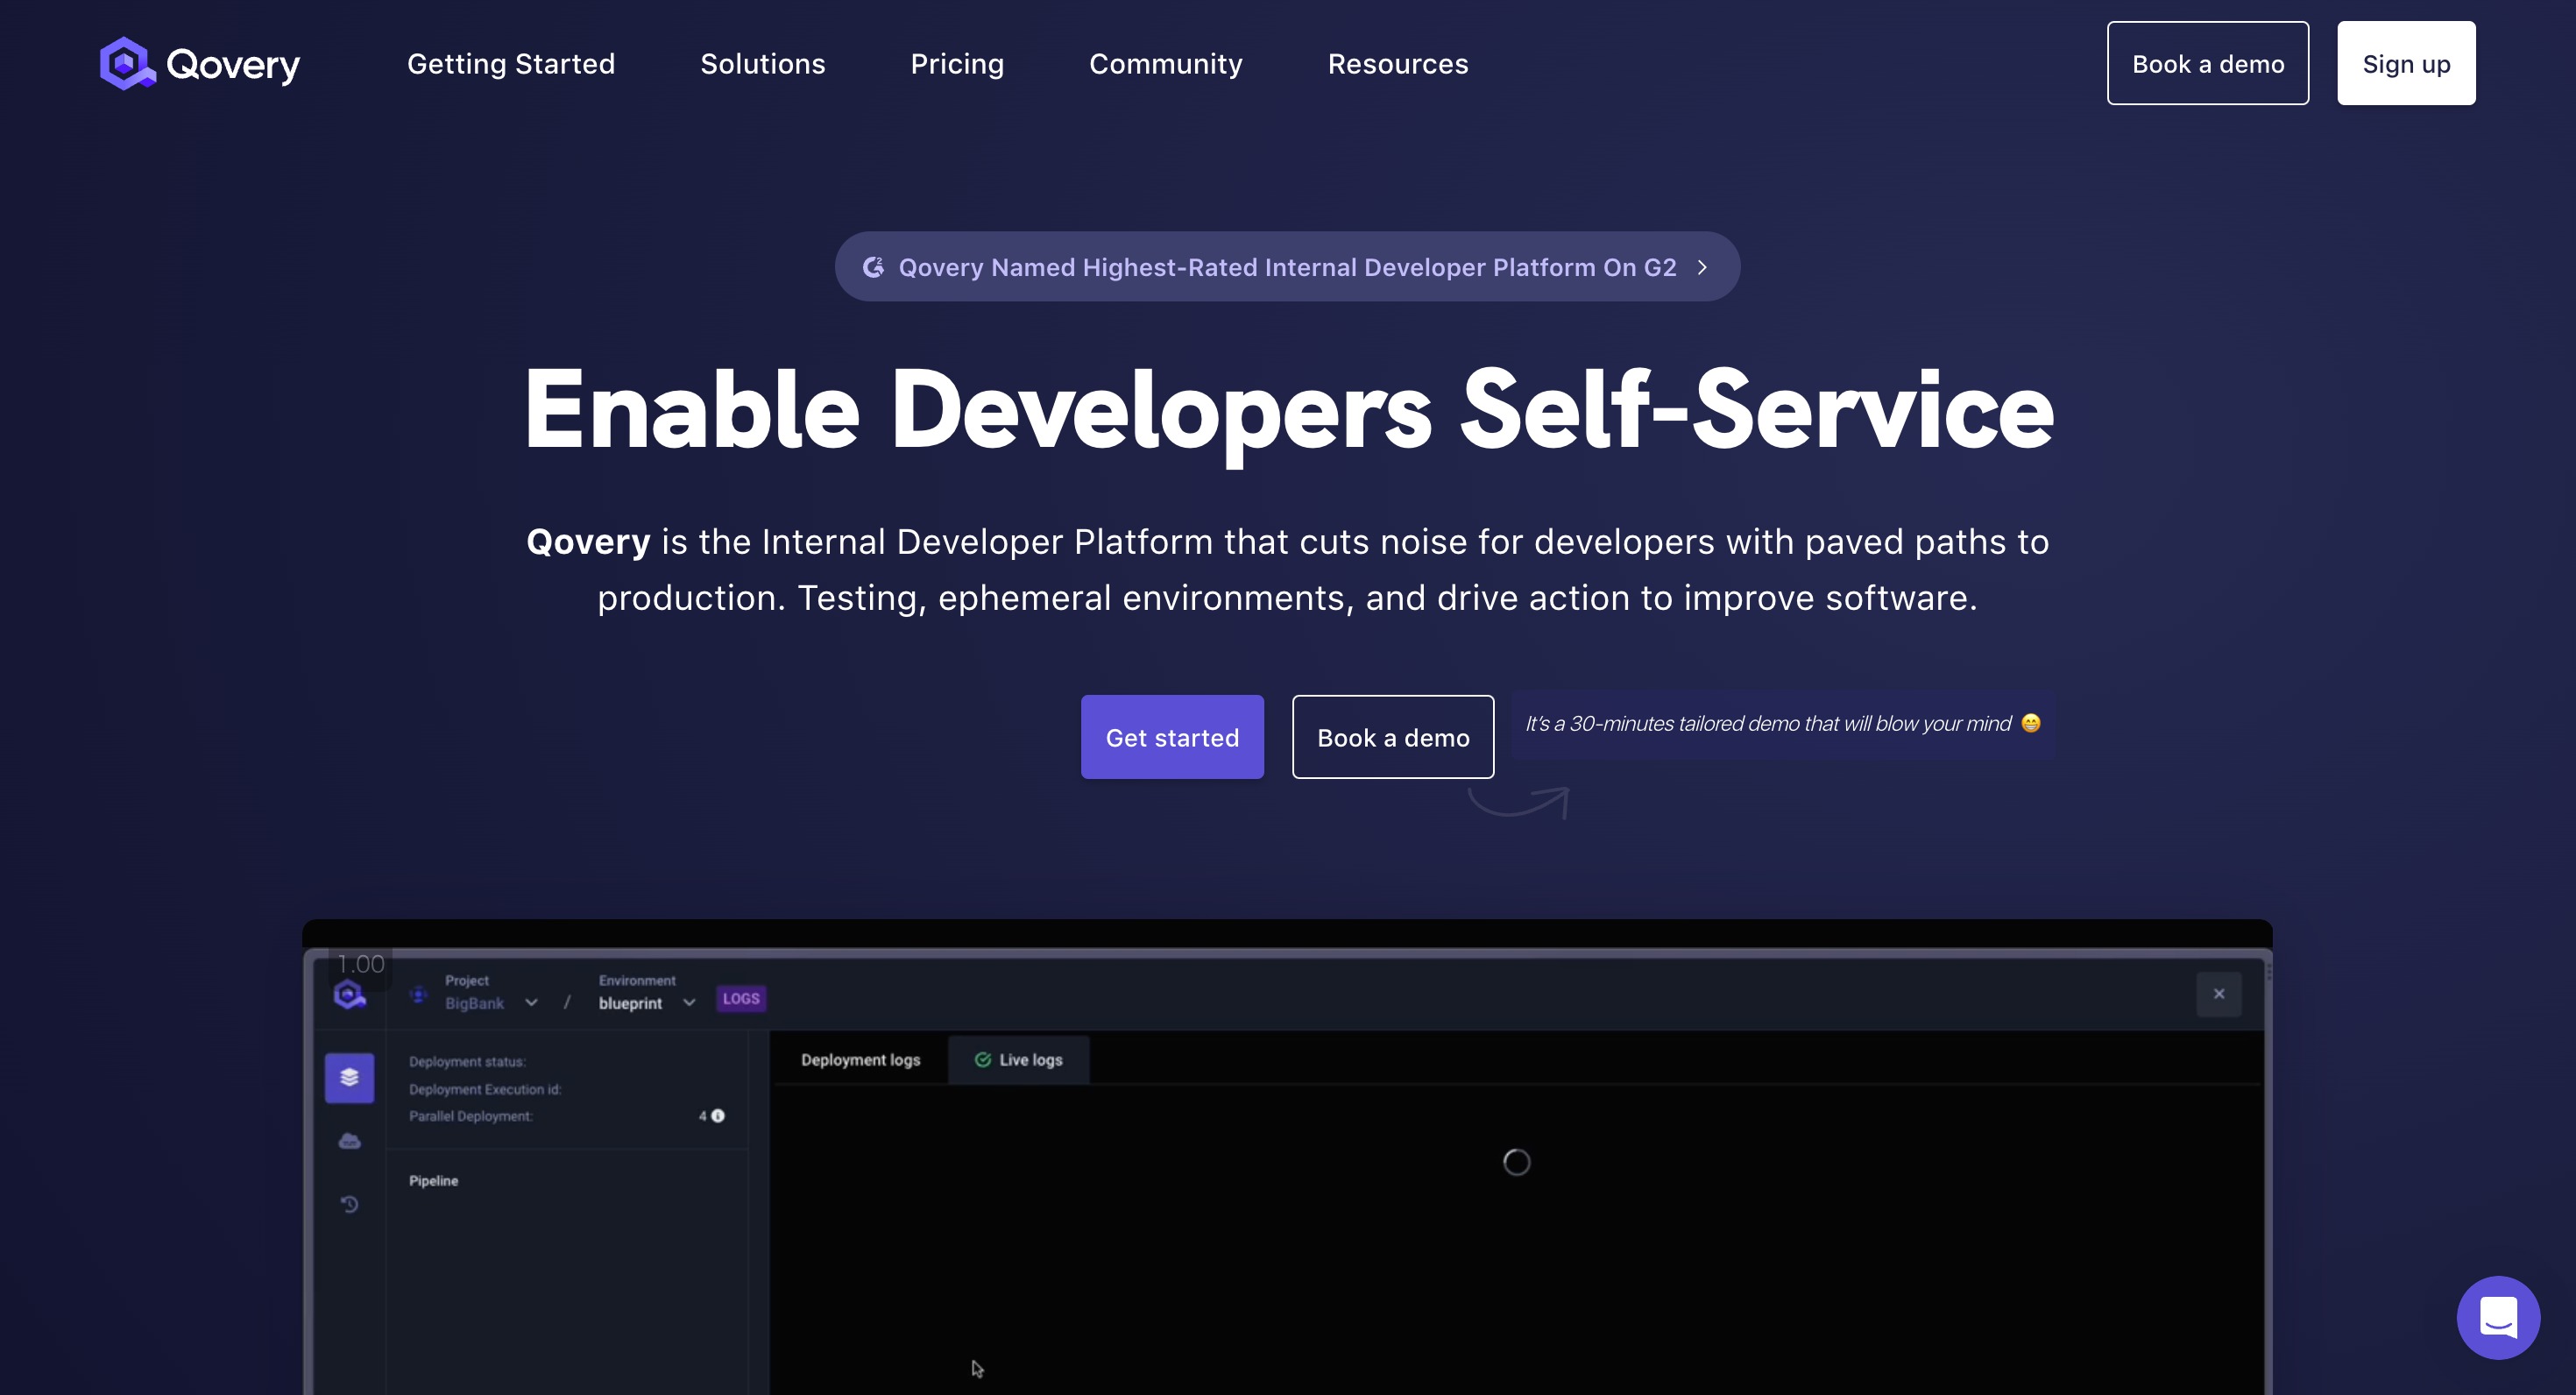 Qovery
Getting Started
Solutions
Pricing
Community
Resources
Book a demo
Sign up
Qovery Named Highest-Rated Internal Developer Platform On G2
Enable Developers Self-Service
Qovery is the Internal Developer Platform that cuts noise for developers with paved paths to
production. Testing, ephemeral environments, and drive action to improve software.
Get started
Book a demo
It's a 30-minutes tailored demo that will blow your mind 😁
1.00
Project
BigBank
/
Environment
blueprint
LOGS
Deployment status:
Deployment Execution id:
Parallel Deployment:
4
Pipeline
Deployment logs
Live logs